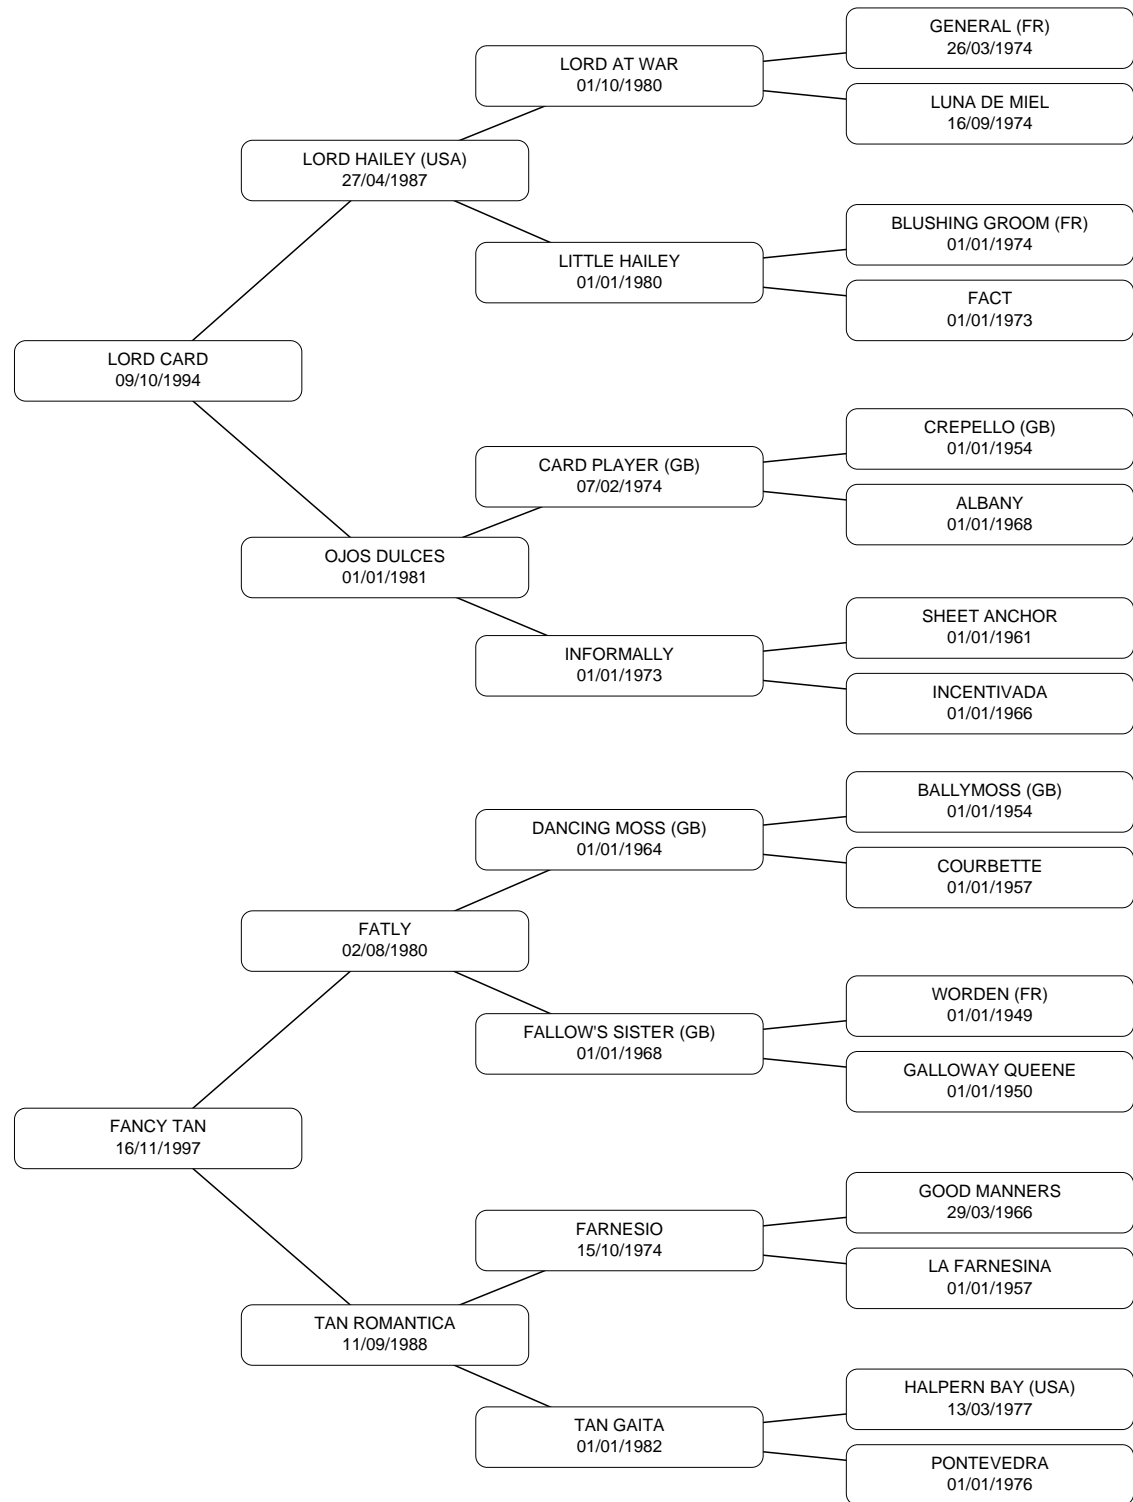 GENERAL (FR)
26/03/1974
LORD AT WAR
01/10/1980
LUNA DE MIEL
16/09/1974
LORD HAILEY (USA)
27/04/1987
BLUSHING GROOM (FR)
01/01/1974
LITTLE HAILEY
01/01/1980
FACT
01/01/1973
LORD CARD
09/10/1994
CREPELLO (GB)
01/01/1954
CARD PLAYER (GB)
07/02/1974
ALBANY
01/01/1968
OJOS DULCES
01/01/1981
SHEET ANCHOR
01/01/1961
INFORMALLY
01/01/1973
INCENTIVADA
01/01/1966
BALLYMOSS (GB)
01/01/1954
DANCING MOSS (GB)
01/01/1964
COURBETTE
01/01/1957
FATLY
02/08/1980
WORDEN (FR)
01/01/1949
FALLOW'S SISTER (GB)
01/01/1968
GALLOWAY QUEENE
01/01/1950
FANCY TAN
16/11/1997
GOOD MANNERS
29/03/1966
FARNESIO
15/10/1974
LA FARNESINA
01/01/1957
TAN ROMANTICA
11/09/1988
HALPERN BAY (USA)
13/03/1977
TAN GAITA
01/01/1982
PONTEVEDRA
01/01/1976